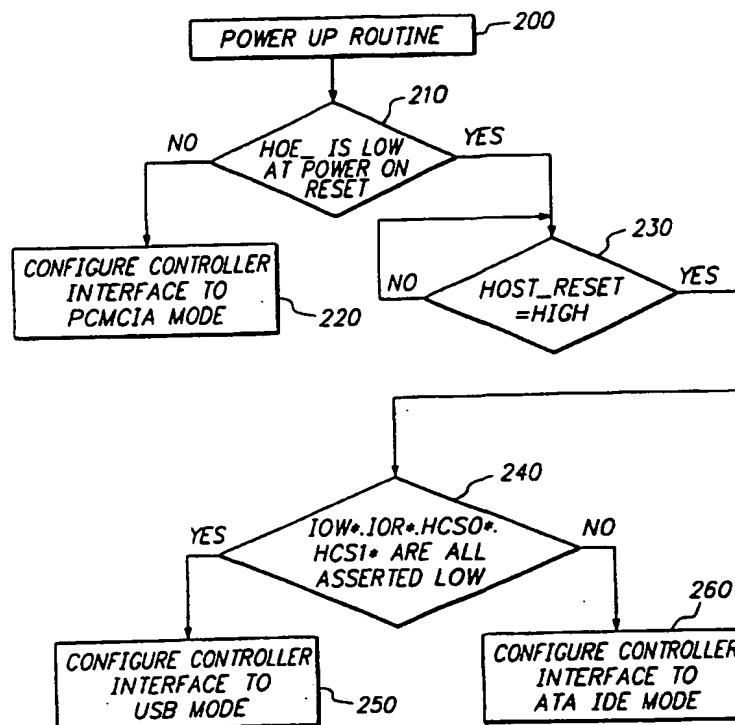 POWER UP ROUTINE
200
210
NO
HOE_ IS LOW
AT POWER ON
RESET
YES
CONFIGURE CONTROLLER
INTERFACE TO
PCMCIA MODE
220
230
NO
HOST_RESET
=HIGH
YES
240
YES
IOW*.IOR*.HCS0*.
HCS1* ARE ALL
ASSERTED LOW
NO
260
CONFIGURE CONTROLLER
INTERFACE TO
USB MODE
250
CONFIGURE CONTROLLER
INTERFACE TO
ATA IDE MODE